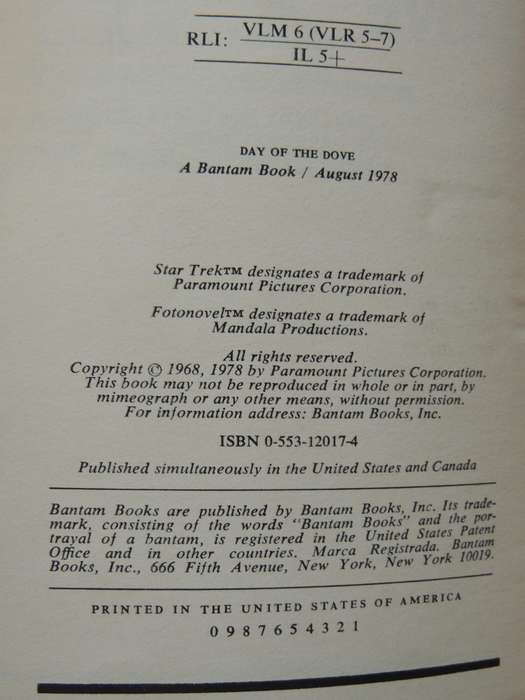 RLI: VLM 6 (VLR 5–7)
IL 5+
DAY OF THE DOVE
A Bantam Book / August 1978
Star Trek™ designates a trademark of
Paramount Pictures Corporation.
Fotonovel™ designates a trademark of
Mandala Productions.
All rights reserved.
Copyright © 1968, 1978 by Paramount Pictures Corporation.
This book may not be reproduced in whole or in part, by
mimeograph or any other means, without permission.
For information address: Bantam Books, Inc.
ISBN 0-553-12017-4
Published simultaneously in the United States and Canada
Bantam Books are published by Bantam Books, Inc. Its trade-
mark, consisting of the words "Bantam Books" and the por-
trayal of a bantam, is registered in the United States Patent
Office and in other countries. Marca Registrada. Bantam
Books, Inc., 666 Fifth Avenue, New York, New York 10019.
PRINTED IN THE UNITED STATES OF AMERICA
0 9 8 7 6 5 4 3 2 1